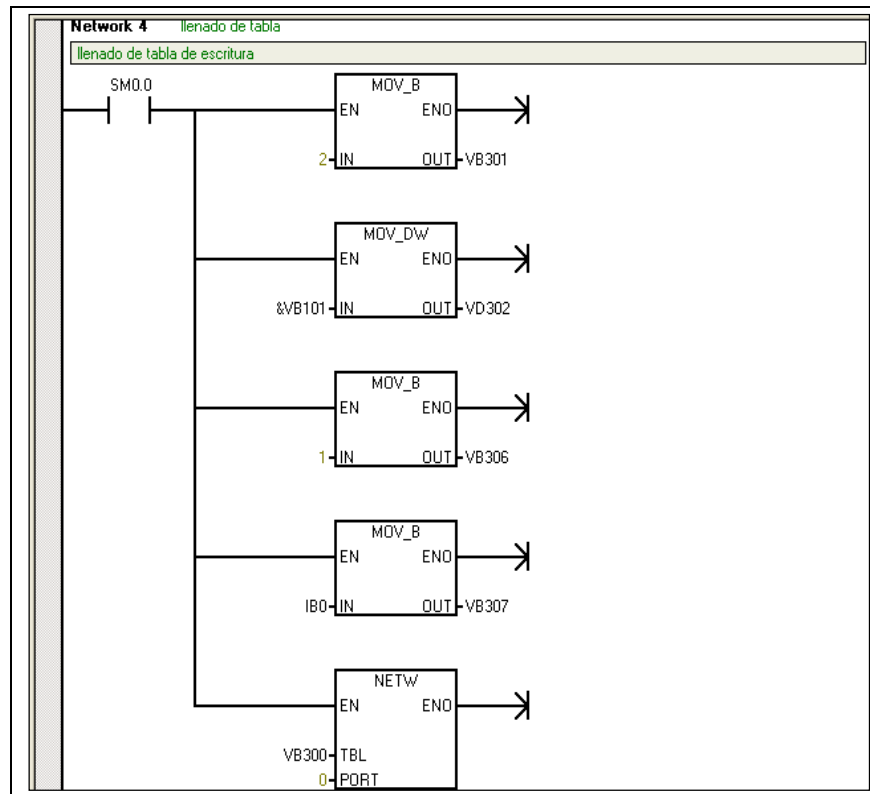 Network 4 llenado de tabla
llenado de tabla de escritura
SM0.0
MOV_B
EN ENO
2 IN OUT VB301
MOV_DW
EN ENO
&VB101 IN OUT VD302
MOV_B
EN ENO
1 IN OUT VB306
MOV_B
EN ENO
IB0 IN OUT VB307
NETW
EN ENO
VB300 TBL
0 PORT